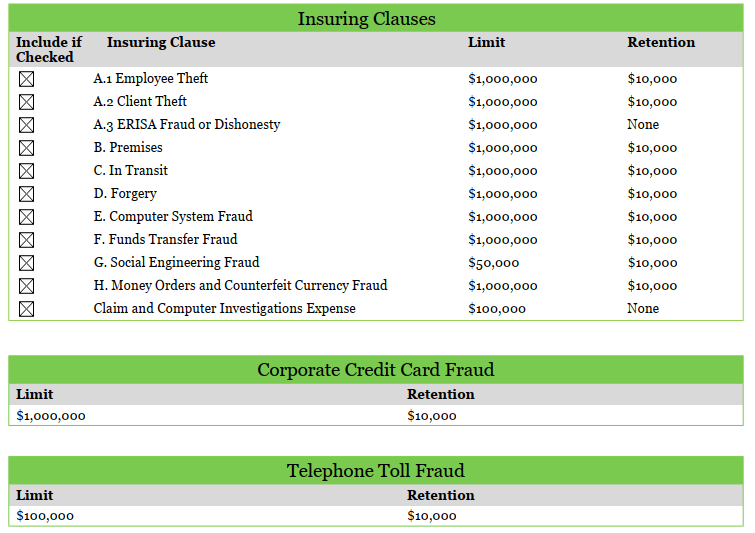 Insuring Clauses
Include if Checked Insuring Clause Limit Retention
A.1 Employee Theft $1,000,000 $10,000
A.2 Client Theft $1,000,000 $10,000
A.3 ERISA Fraud or Dishonesty $1,000,000 None
B. Premises $1,000,000 $10,000
C. In Transit $1,000,000 $10,000
D. Forgery $1,000,000 $10,000
E. Computer System Fraud $1,000,000 $10,000
F. Funds Transfer Fraud $1,000,000 $10,000
G. Social Engineering Fraud $50,000 $10,000
H. Money Orders and Counterfeit Currency Fraud $1,000,000 $10,000
Claim and Computer Investigations Expense $100,000 None
Corporate Credit Card Fraud
Limit Retention
$1,000,000 $10,000
Telephone Toll Fraud
Limit Retention
$100,000 $10,000